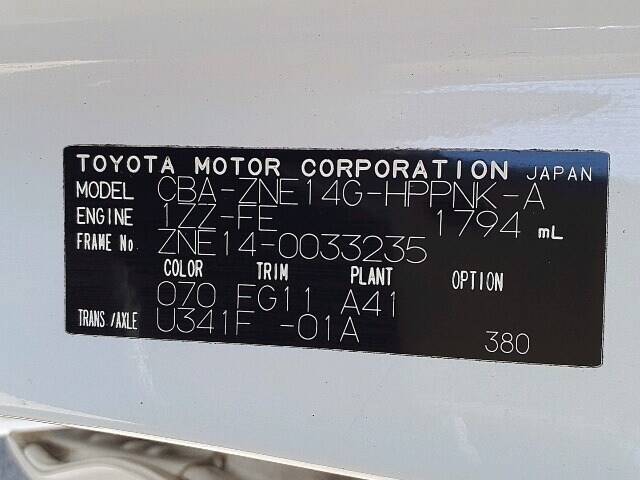 TOYOTA MOTOR CORPORATION JAPAN
MODEL CBA-ZNE14G-HPPNK-A
ENGINE 1ZZ-FE 1794 mL
FRAME No. ZNE14-0033235
COLOR TRIM PLANT OPTION
070 FG11 A41
TRANS/AXLE U341F -01A
380